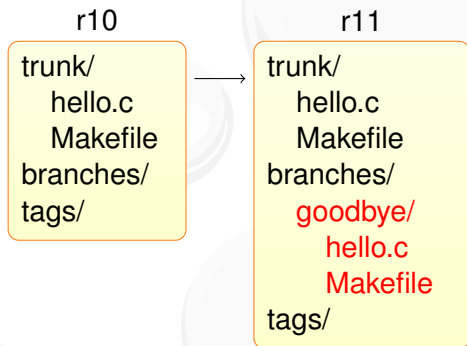 r10
trunk/
hello.c
Makefile
branches/
tags/
r11
trunk/
hello.c
Makefile
branches/
goodbye/
hello.c
Makefile
tags/